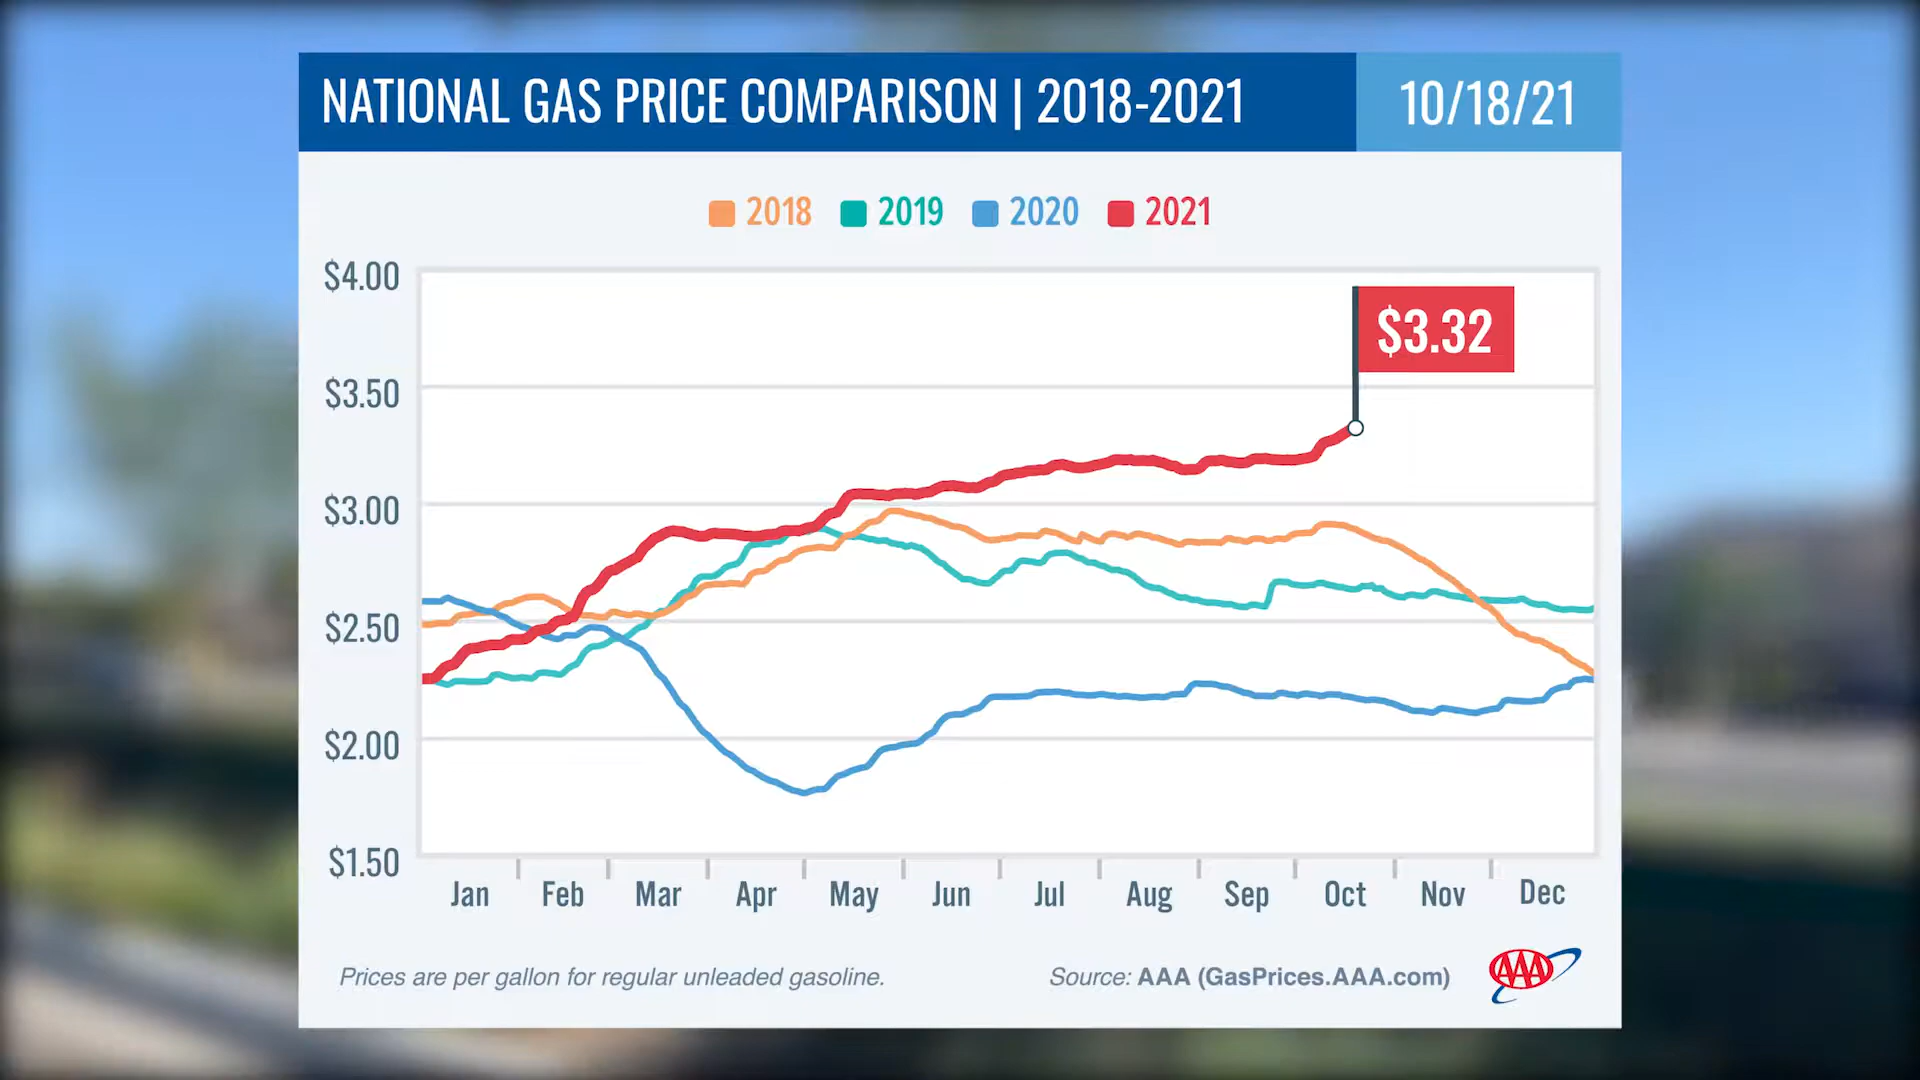 NATIONAL GAS PRICE COMPARISON | 2018-2021
10/18/21
2018 2019 2020 2021
$4.00
$3.32
$3.50
$3.00
$2.50
$2.00
$1.50
Jan Feb Mar Apr May Jun Jul Aug Sep Oct Nov Dec
Prices are per gallon for regular unleaded gasoline.
Source: AAA (GasPrices.AAA.com)
AAA